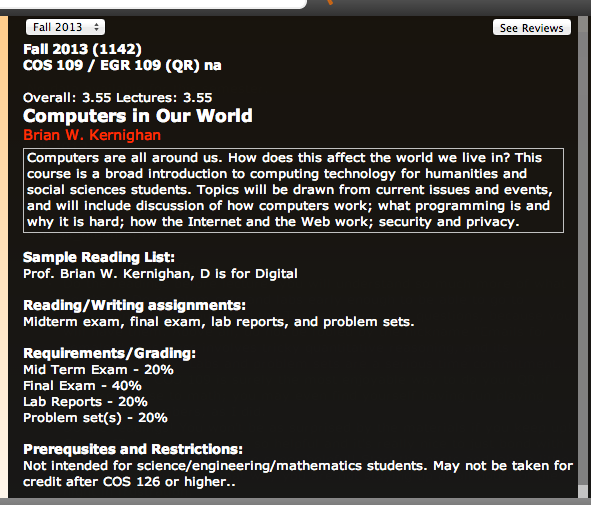 Fall 2013
See Reviews
Fall 2013 (1142)
COS 109 / EGR 109 (QR) na
Overall: 3.55 Lectures: 3.55
Computers in Our World
Brian W. Kernighan
Computers are all around us. How does this affect the world we live in? This
course is a broad introduction to computing technology for humanities and
social sciences students. Topics will be drawn from current issues and events,
and will include discussion of how computers work; what programming is and
why it is hard; how the Internet and the Web work; security and privacy.
Sample Reading List:
Prof. Brian W. Kernighan, D is for Digital
Reading/Writing assignments:
Midterm exam, final exam, lab reports, and problem sets.
Requirements/Grading:
Mid Term Exam - 20%
Final Exam - 40%
Lab Reports - 20%
Problem set(s) - 20%
Prerequsites and Restrictions:
Not intended for science/engineering/mathematics students. May not be taken for
credit after COS 126 or higher..